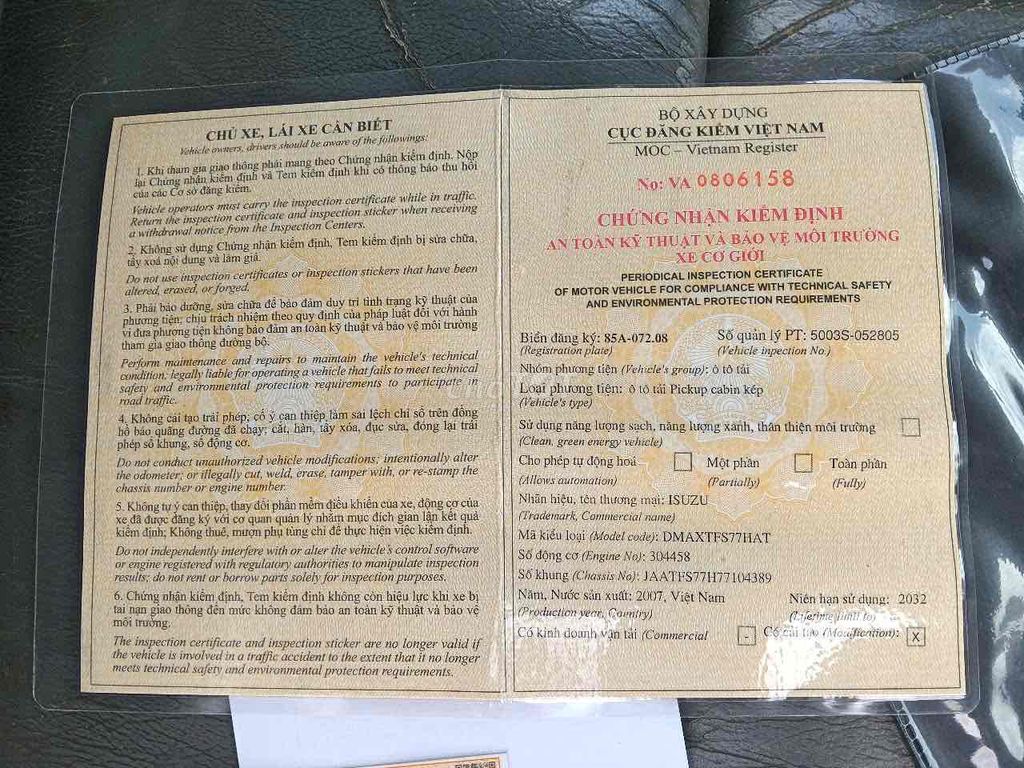 CHỦ XE, LÁI XE CẦN BIẾT
Vehicle owners, drivers should be aware of the followings:
1. Khi tham gia giao thông phải mang theo Chứng nhận kiểm định. Nộp
lại Chứng nhận kiểm định và Tem kiểm định khi có thông báo thu hồi
của các Cơ sở đăng kiểm.
Vehicle operators must carry the inspection certificate while in traffic.
Return the inspection certificate and inspection sticker when receiving
a withdrawal notice from the Inspection Centers.
2. Không sử dụng Chứng nhận kiểm định, Tem kiểm định bị sửa chữa,
tẩy xoá nội dung và làm giả.
Do not use inspection certificates or inspection stickers that have been
altered, erased, or forged.
3. Phải bảo dưỡng, sửa chữa để bảo đảm duy trì tình trạng kỹ thuật của
phương tiện; chịu trách nhiệm theo quy định của pháp luật đối với hành
vi đưa phương tiện không bảo đảm an toàn kỹ thuật và bảo vệ môi trường
tham gia giao thông đường bộ.
Perform maintenance and repairs to maintain the vehicle's technical
condition, legally liable for operating a vehicle that fails to meet technical
safety and environmental protection requirements to participate in
road traffic.
4. Không cải tạo trái phép; cố ý can thiệp làm sai lệch chỉ số trên đồng
hồ báo quãng đường đã chạy; cắt, hàn, tẩy xóa, đục sửa, đóng lại trái
phép số khung, số động cơ.
Do not conduct unauthorized vehicle modifications; intentionally alter
the odometer; or illegally cut, weld, erase, tamper with, or re-stamp the
chassis number or engine number.
5. Không tự ý can thiệp, thay đổi phần mềm điều khiển của xe, động cơ của
xe đã được đăng ký với cơ quan quản lý nhằm mục đích gian lận kết quả
kiểm định; Không thuê, mượn phụ tùng chỉ để thực hiện việc kiểm định.
Do not independently interfere with or alter the vehicle's control software
or engine registered with regulatory authorities to manipulate inspection
results; do not rent or borrow parts solely for inspection purposes.
6. Chứng nhận kiểm định, Tem kiểm định không còn hiệu lực khi xe bị
tai nạn giao thông đến mức không đảm bảo an toàn kỹ thuật và bảo vệ
môi trường.
The inspection certificate and inspection sticker are no longer valid if
the vehicle is involved in a traffic accident to the extent that it no longer
meets technical safety and environmental protection requirements.
BỘ XÂY DỰNG
CỤC ĐĂNG KIỂM VIỆT NAM
MOC – Vietnam Register
No: VA 0806158
CHỨNG NHẬN KIỂM ĐỊNH
AN TOÀN KỸ THUẬT VÀ BẢO VỆ MÔI TRƯỜNG
XE CƠ GIỚI
PERIODICAL INSPECTION CERTIFICATE
OF MOTOR VEHICLE FOR COMPLIANCE WITH TECHNICAL SAFETY
AND ENVIRONMENTAL PROTECTION REQUIREMENTS
Biển đăng ký: 85A-072.08 Số quản lý PT: 5003S-052805
(Registration plate) (Vehicle inspection No.)
Nhóm phương tiện (Vehicle's group): ô tô tải
Loại phương tiện: ô tô tải Pickup cabin kép
(Vehicle's type)
Sử dụng năng lượng sạch, năng lượng xanh, thân thiện môi trường
(Clean, green energy vehicle)
Cho phép tự động hoá Một phần Toàn phần
(Allows automation) (Partially) (Fully)
Nhãn hiệu, tên thương mại: ISUZU
(Trademark, Commercial name)
Mã kiểu loại (Model code): DMAXTFS77HAT
Số động cơ (Engine No): 304458
Số khung (Chassis No): JAATFS77H77104389
Năm, Nước sản xuất: 2007, Việt Nam Niên hạn sử dụng: 2032
(Production year, Country) (Lifetime limit to)
Có kinh doanh vận tải (Commercial - Có cải tạo (Modification): X